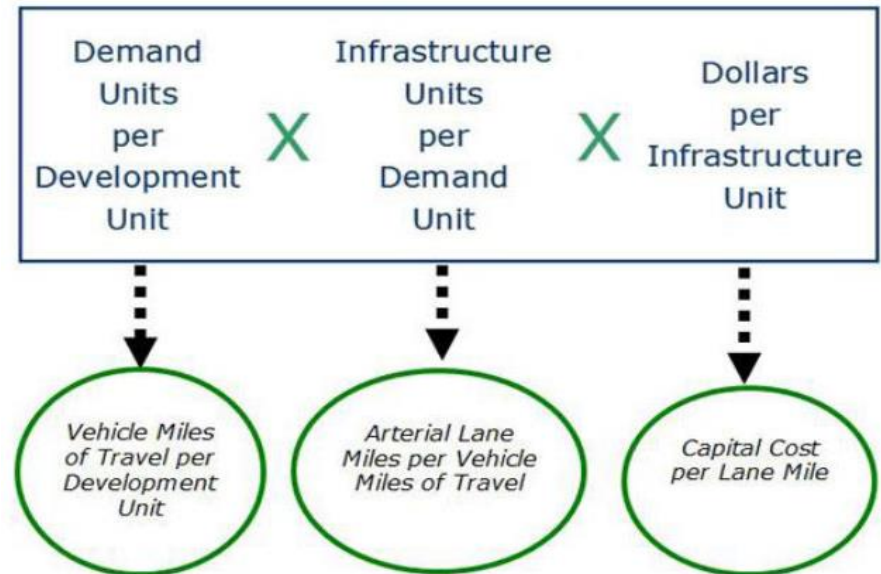 Demand
Units
per
Development
Unit
X
Infrastructure
Units
per
Demand
Unit
X
Dollars
per
Infrastructure
Unit
Vehicle Miles
of Travel per
Development
Unit
Arterial Lane
Miles per Vehicle
Miles of Travel
Capital Cost
per Lane Mile